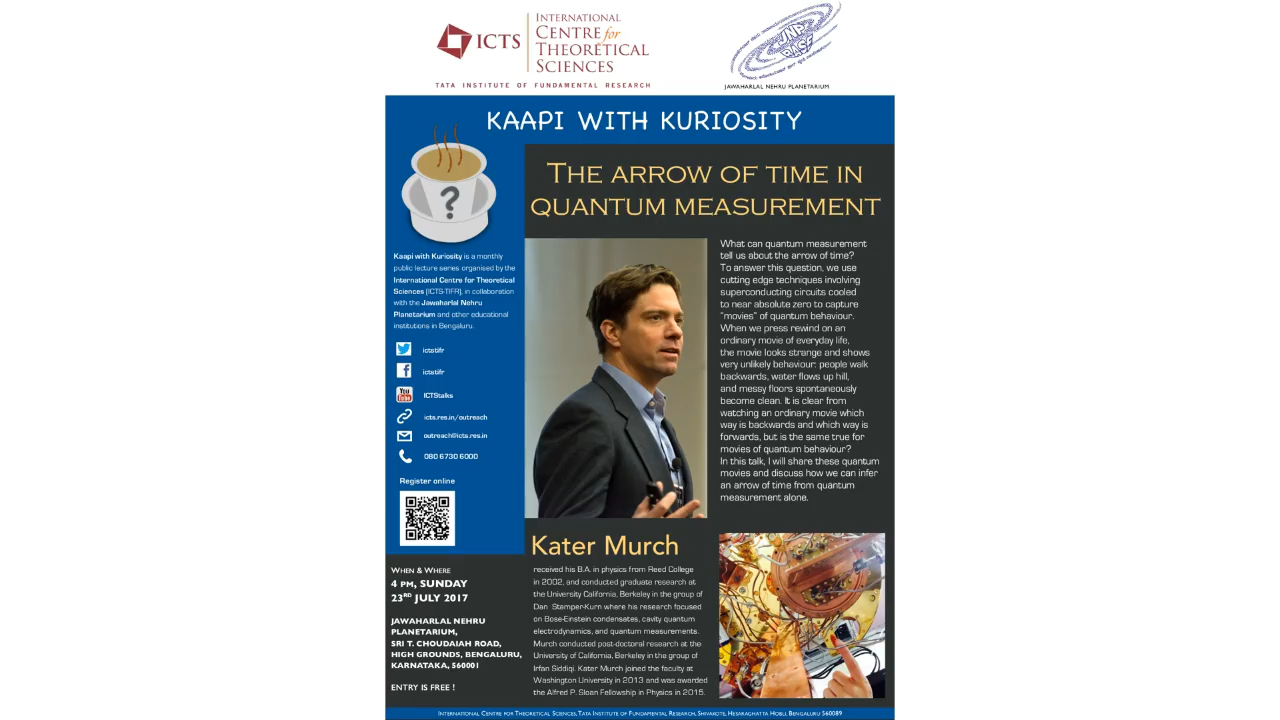 ICTS
INTERNATIONAL
CENTRE for
THEORETICAL
SCIENCES
TATA INSTITUTE OF FUNDAMENTAL RESEARCH
JNP
BASE
JAWAHARLAL NEHRU PLANETARIUM
KAAPI WITH KURIOSITY
?
THE ARROW OF TIME IN
QUANTUM MEASUREMENT
Kaapi with Kuriosity is a monthly
public lecture series organised by the
International Centre for Theoretical
Sciences (ICTS-TIFR), in collaboration
with the Jawaharlal Nehru
Planetarium and other educational
institutions in Bengaluru.
ictstifr
ictstifr
You
Tube
ICTStalks
icts.res.in/outreach
outreach@icts.res.in
080 6730 6000
Register online
WHEN & WHERE
4 PM, SUNDAY
23RD JULY 2017
JAWAHARLAL NEHRU
PLANETARIUM,
SRI T. CHOUDAIAH ROAD,
HIGH GROUNDS, BENGALURU,
KARNATAKA, 560001
ENTRY IS FREE !
What can quantum measurement
tell us about the arrow of time?
To answer this question, we use
cutting edge techniques involving
superconducting circuits cooled
to near absolute zero to capture
“movies” of quantum behaviour.
When we press rewind on an
ordinary movie of everyday life,
the movie looks strange and shows
very unlikely behaviour: people walk
backwards, water flows up hill,
and messy floors spontaneously
become clean. It is clear from
watching an ordinary movie which
way is backwards and which way is
forwards, but is the same true for
movies of quantum behaviour?
In this talk, I will share these quantum
movies and discuss how we can infer
an arrow of time from quantum
measurement alone.
Kater Murch
received his B.A. in physics from Reed College
in 2002, and conducted graduate research at
the University California, Berkeley in the group of
Dan Stamper-Kurn where his research focused
on Bose-Einstein condensates, cavity quantum
electrodynamics, and quantum measurements.
Murch conducted post-doctoral research at the
University of California, Berkeley in the group of
Irfan Siddiqi. Kater Murch joined the faculty at
Washington University in 2013 and was awarded
the Alfred P. Sloan Fellowship in Physics in 2015.
INTERNATIONAL CENTRE FOR THEORETICAL SCIENCES, TATA INSTITUTE OF FUNDAMENTAL RESEARCH, SHIVAKOTE, HESARAGHATTA HOBLI, BENGALURU 560089